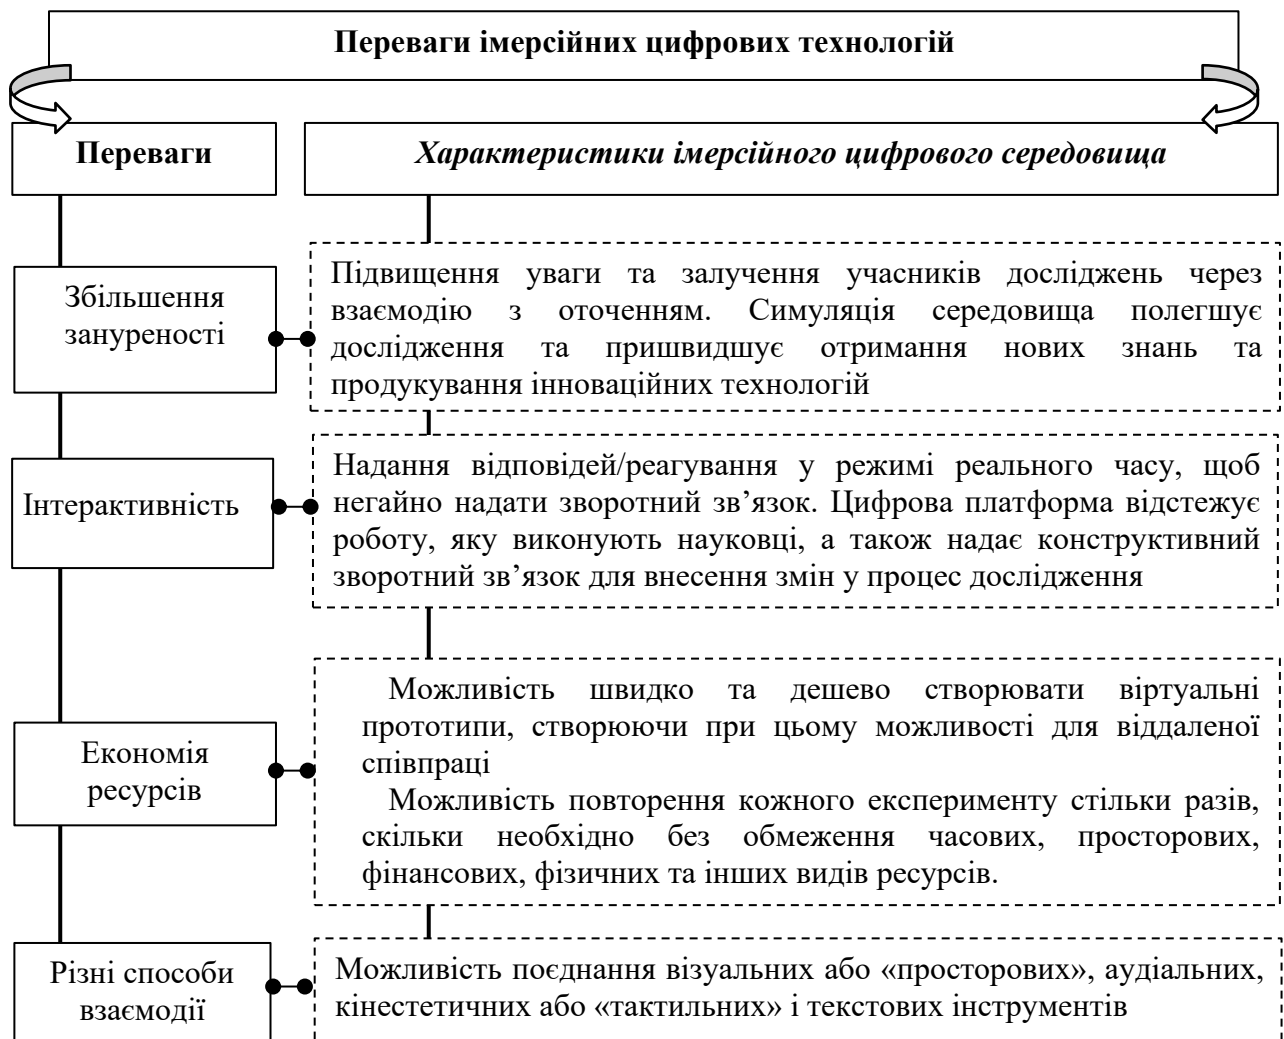 Переваги імерсійних цифрових технологій
Переваги
Характеристики імерсійного цифрового середовища
Збільшення
зануреності
Підвищення уваги та залучення учасників досліджень через
взаємодію з оточенням. Симуляція середовища полегшує
дослідження та пришвидшує отримання нових знань та
продукування інноваційних технологій
Інтерактивність
Надання відповідей/реагування у режимі реального часу, щоб
негайно надати зворотний зв’язок. Цифрова платформа відстежує
роботу, яку виконують науковці, а також надає конструктивний
зворотний зв’язок для внесення змін у процес дослідження
Економія
ресурсів
Можливість швидко та дешево створювати віртуальні
прототипи, створюючи при цьому можливості для віддаленої
співпраці
Можливість повторення кожного експерименту стільки разів,
скільки необхідно без обмеження часових, просторових,
фінансових, фізичних та інших видів ресурсів.
Різні способи
взаємодії
Можливість поєднання візуальних або «просторових», аудіальних,
кінестетичних або «тактильних» і текстових інструментів